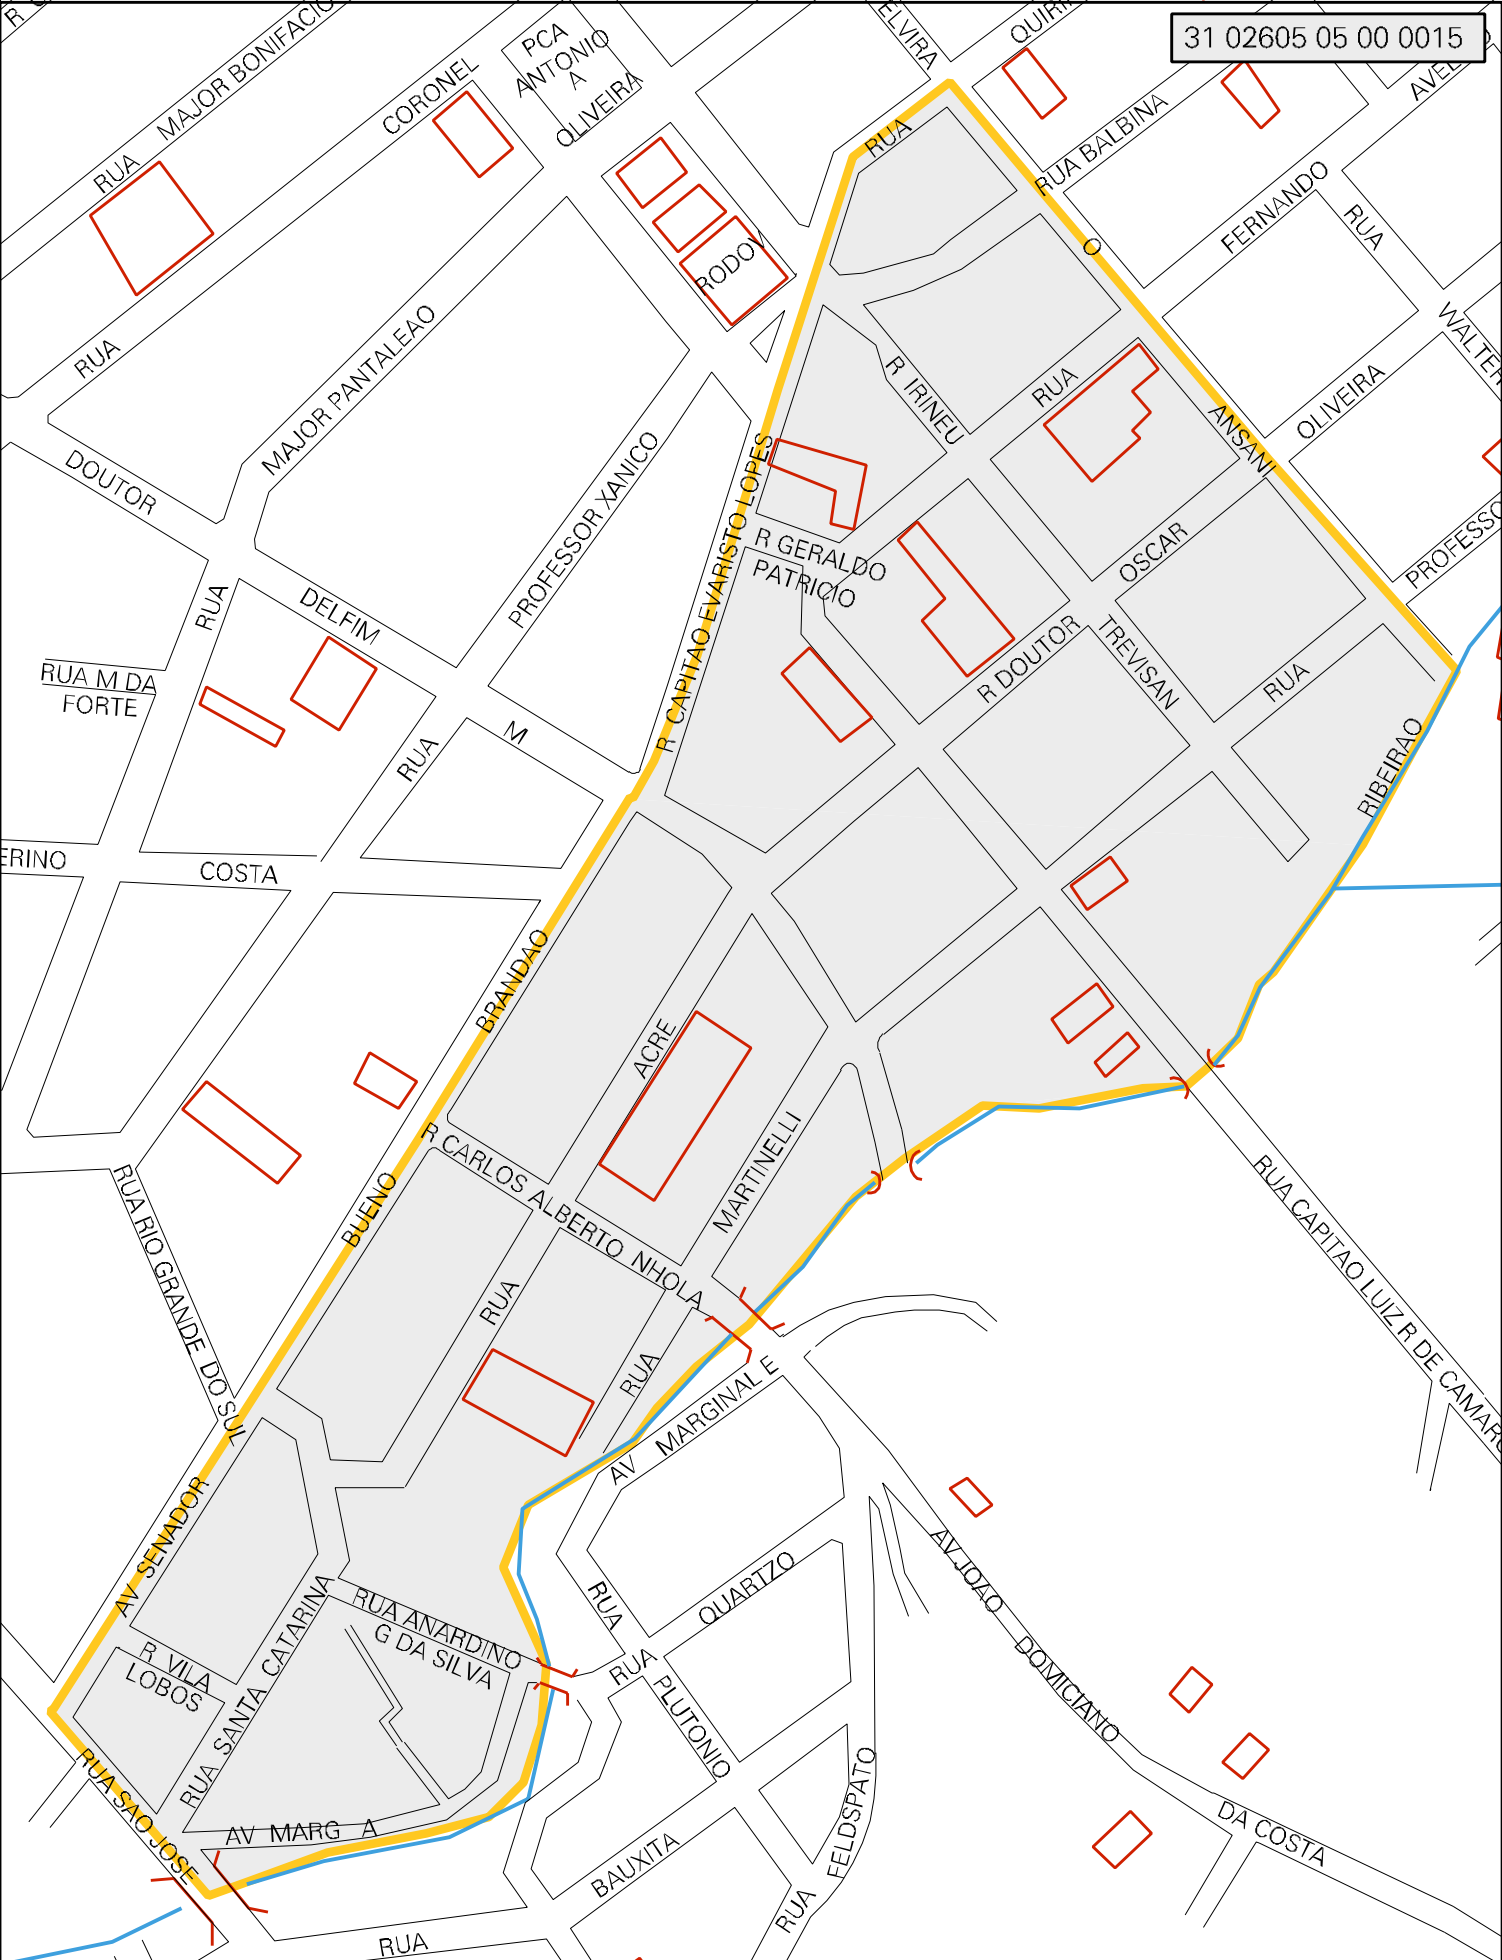 31 02605 05 00 0015
PCA
ANTONIO
A
OLIVEIRA
ELVIRA
RUA MAJOR BONIFACIO
CORONEL
RUA
RUA BALBINA
FERNANDO
RUA
O
RODOV
WALTER
MAJOR PANTALEAO
RUA
R IRINEU
RUA
OLIVEIRA
ANSANI
DOUTOR
PROFESSOR XANICO
R CAPITAO EVARISTO LOPES
R GERALDO
PATRICIO
OSCAR
RUA
DELFIM
R DOUTOR
TREVISAN
RUA
RUA M DA
FORTE
M
RUA
RIBEIRAO
COSTA
BRANDAO
ACRE
MARTINELLI
R CARLOS ALBERTO NHOLA
BUENO
RUA RIO GRANDE DO SUL
RUA
RUA
RUA CAPITAO LUIZ R DE CAMARG
AV MARGINAL E
AV SENADOR
AV JOAO DOMICIANO
DA COSTA
QUARTZO
RUA
RUA
PLUTONIO
RUA ANARDINO
G DA SILVA
R VILA
LOBOS
RUA SANTA CATARINA
RUA SAO JOSE
AV MARG A
FELDSPATO
RUA
BAUXITA
RUA